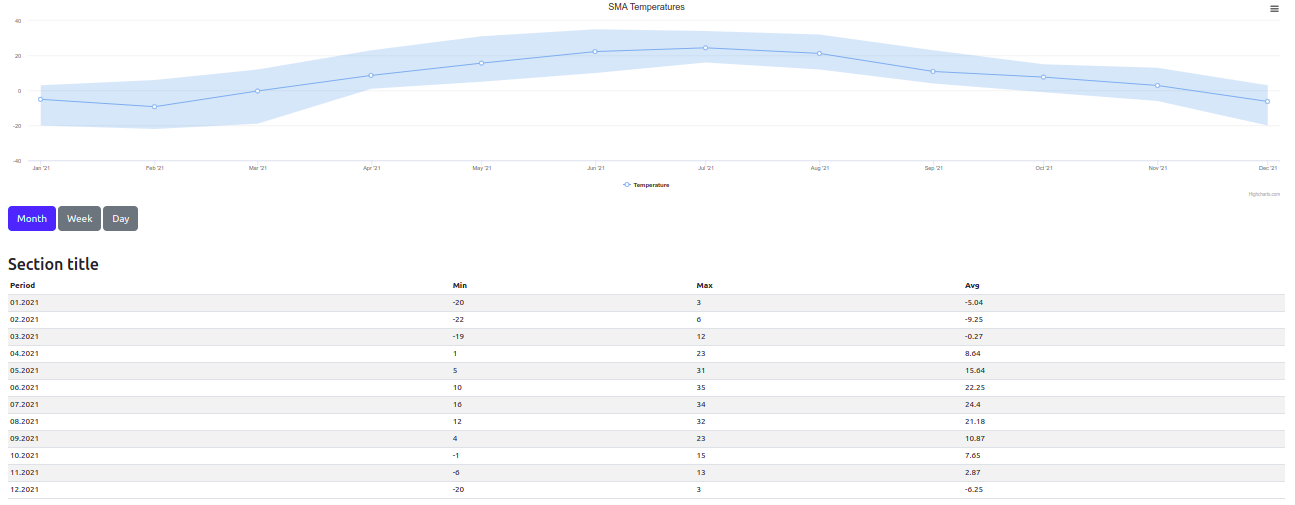 SMA Temperatures
40
20
0
-20
-40
Jan '21 Feb '21 Mar '21 Apr '21 May '21 Jun '21 Jul '21 Aug '21 Sep '21 Oct '21 Nov '21 Dec '21
Temperature
Highcharts.com
Month Week Day
Section title
Period Min Max Avg
01.2021 -20 3 -5.04
02.2021 -22 6 -9.25
03.2021 -19 12 -0.27
04.2021 1 23 8.64
05.2021 5 31 15.64
06.2021 10 35 22.25
07.2021 16 34 24.4
08.2021 12 32 21.18
09.2021 4 23 10.87
10.2021 -1 15 7.65
11.2021 -6 13 2.87
12.2021 -20 3 -6.25